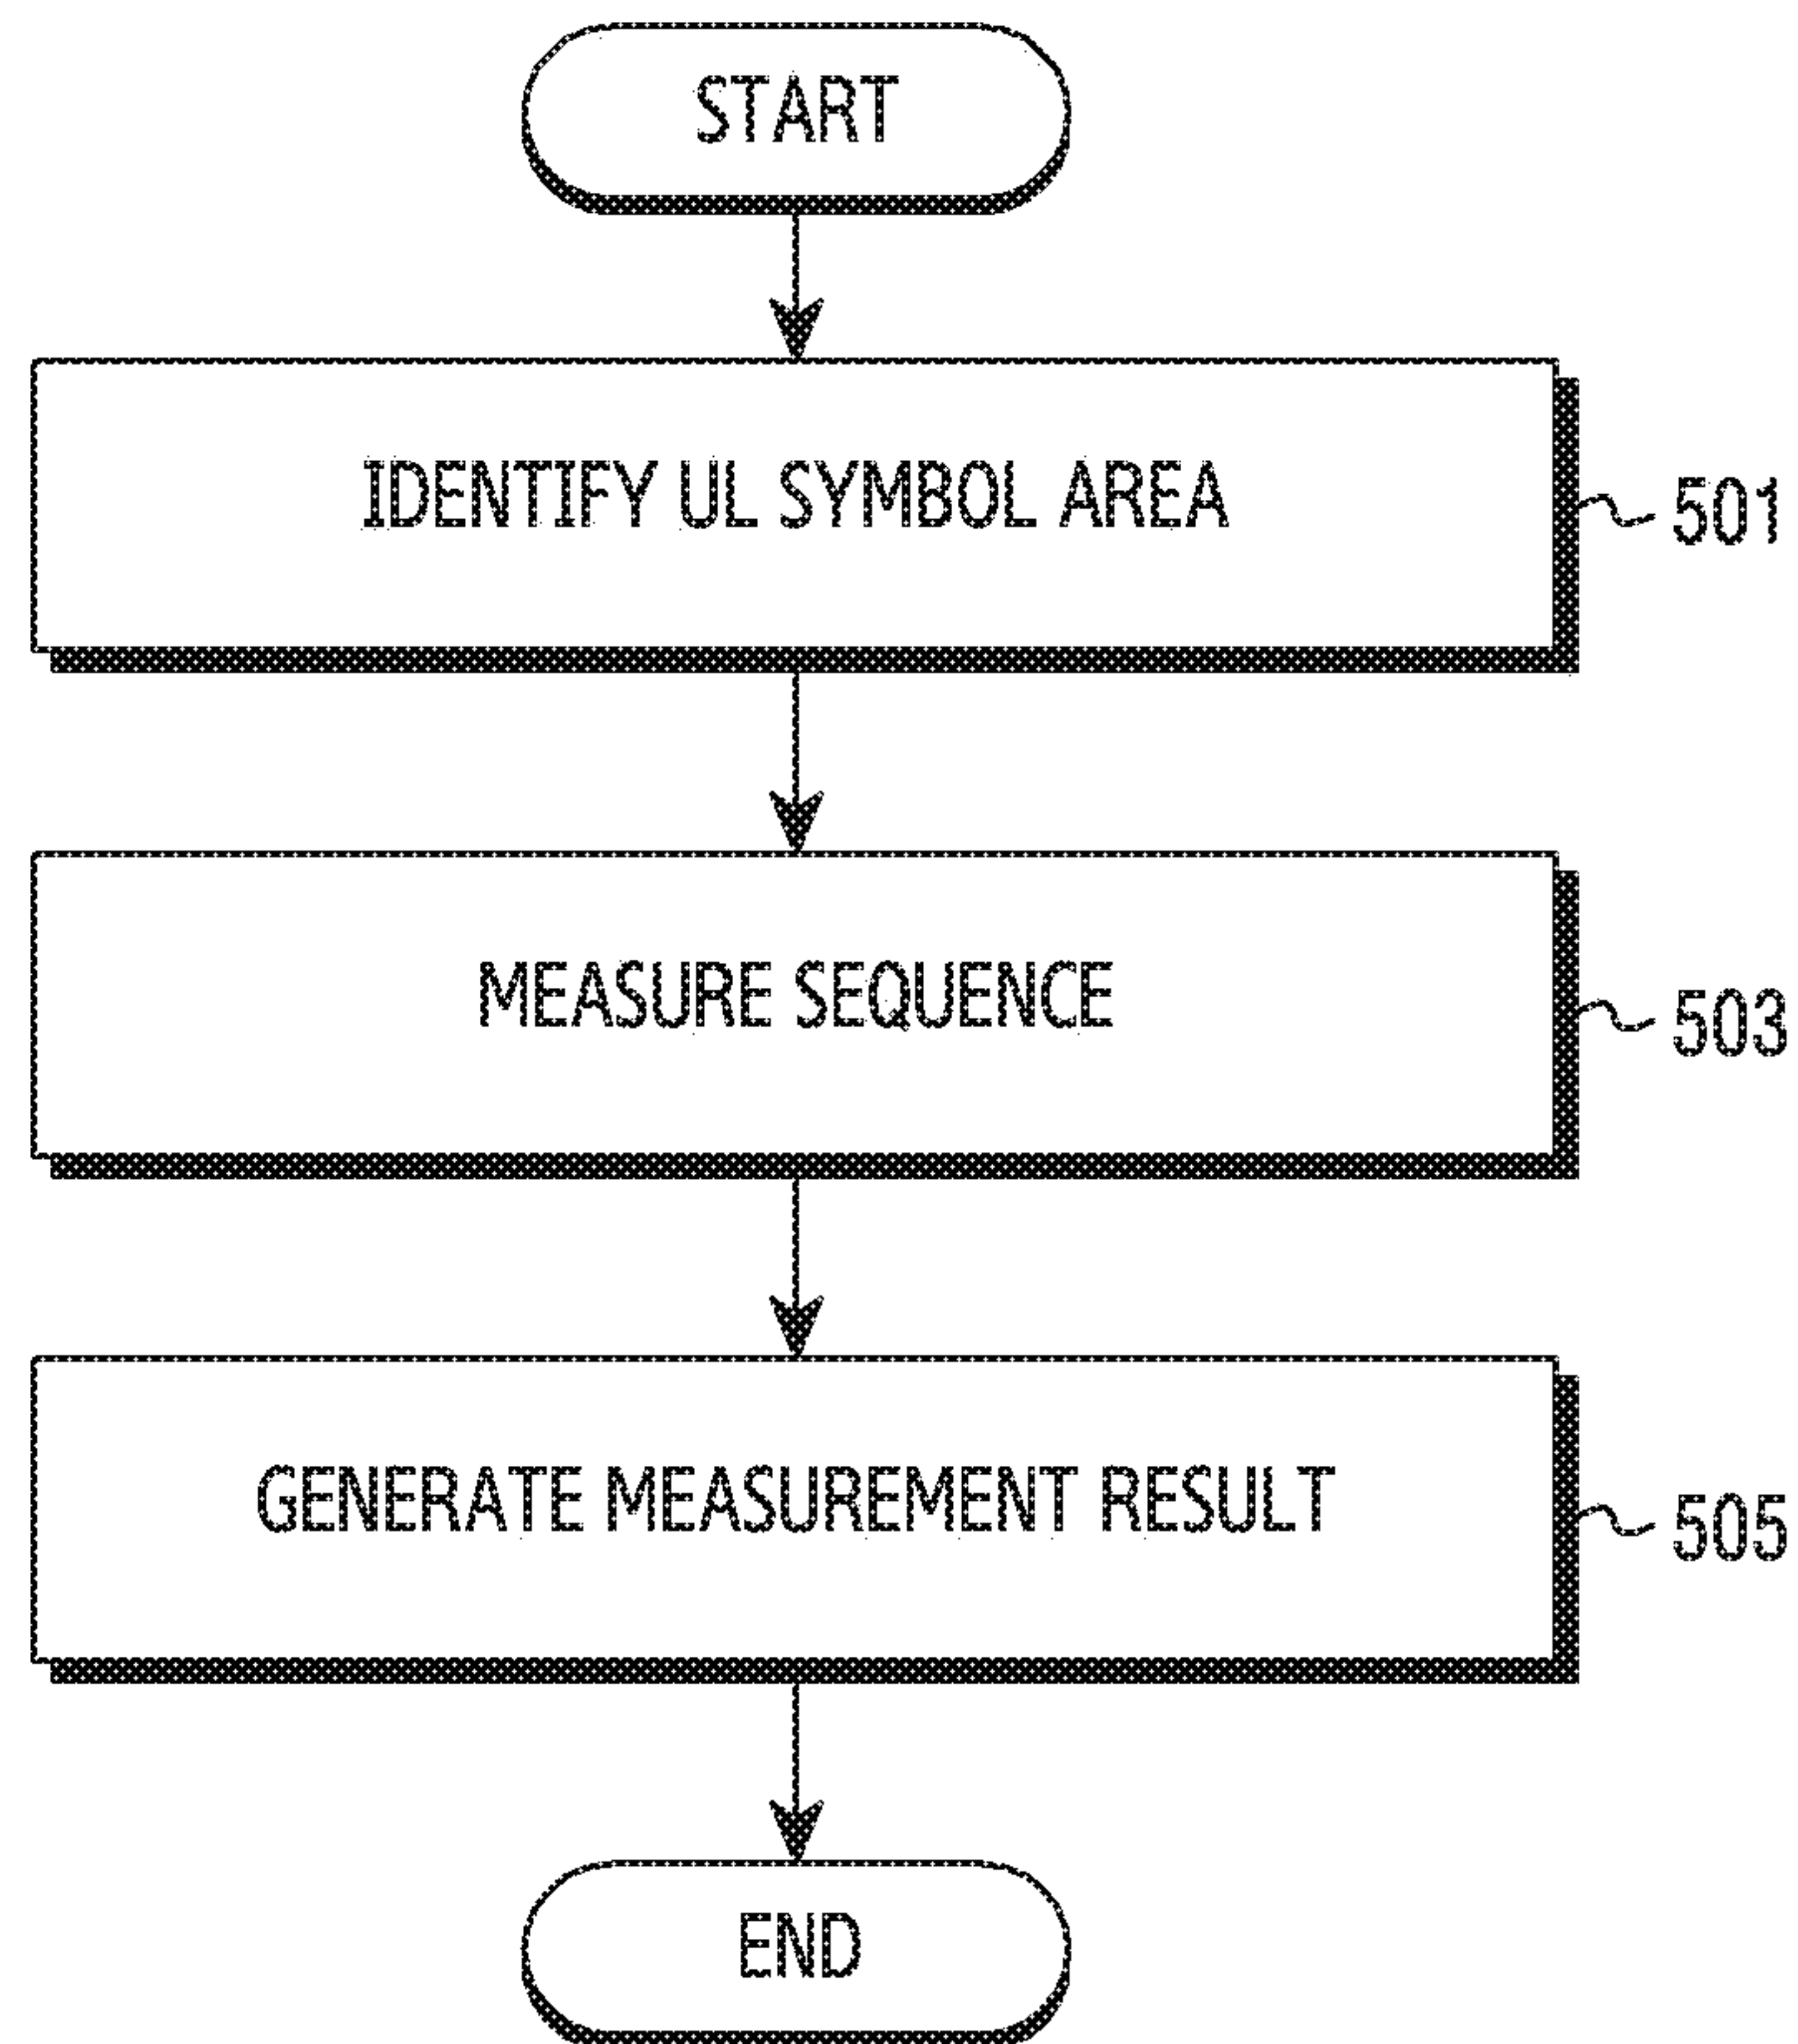 START
IDENTIFY UL SYMBOL AREA
501
MEASURE SEQUENCE
503
GENERATE MEASUREMENT RESULT
505
END